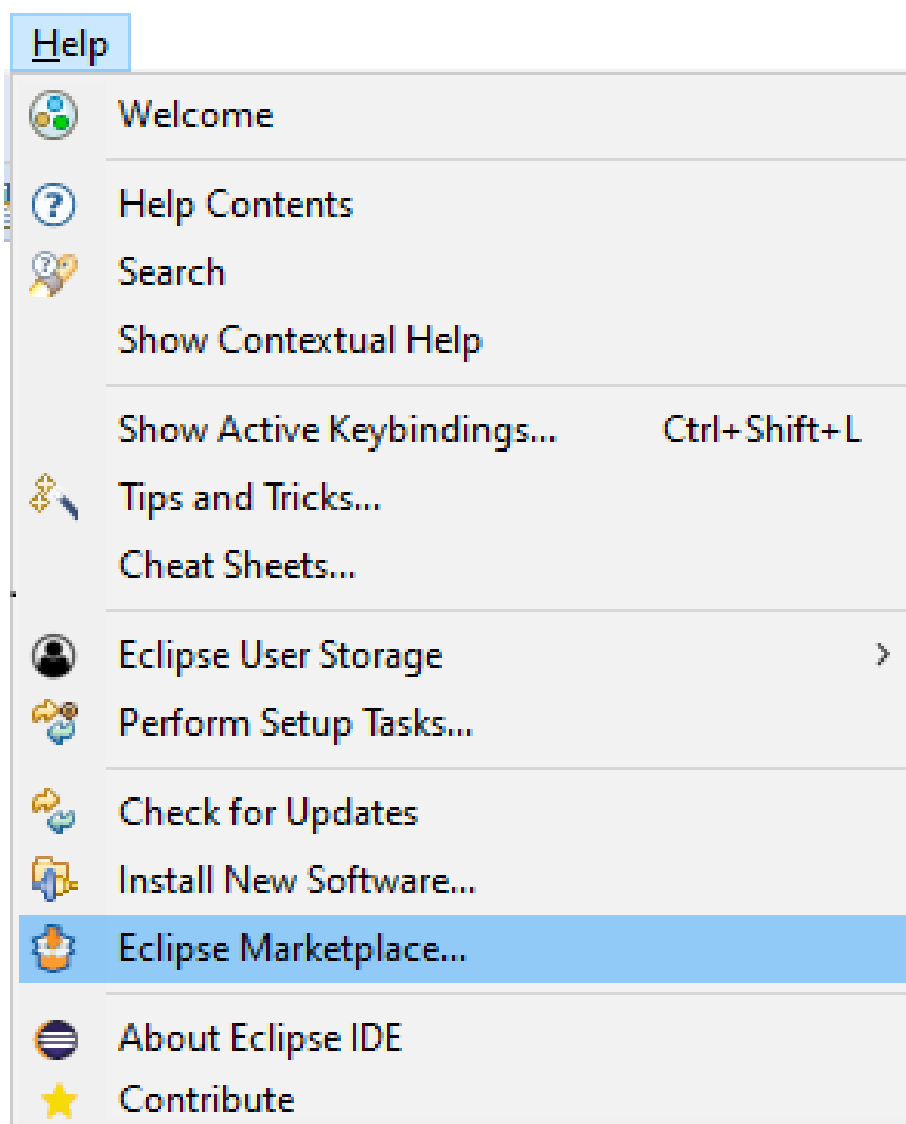 Help
Welcome
Help Contents
Search
Show Contextual Help
Show Active Keybindings... Ctrl+Shift+L
Tips and Tricks...
Cheat Sheets...
Eclipse User Storage
Perform Setup Tasks...
Check for Updates
Install New Software...
Eclipse Marketplace...
About Eclipse IDE
Contribute